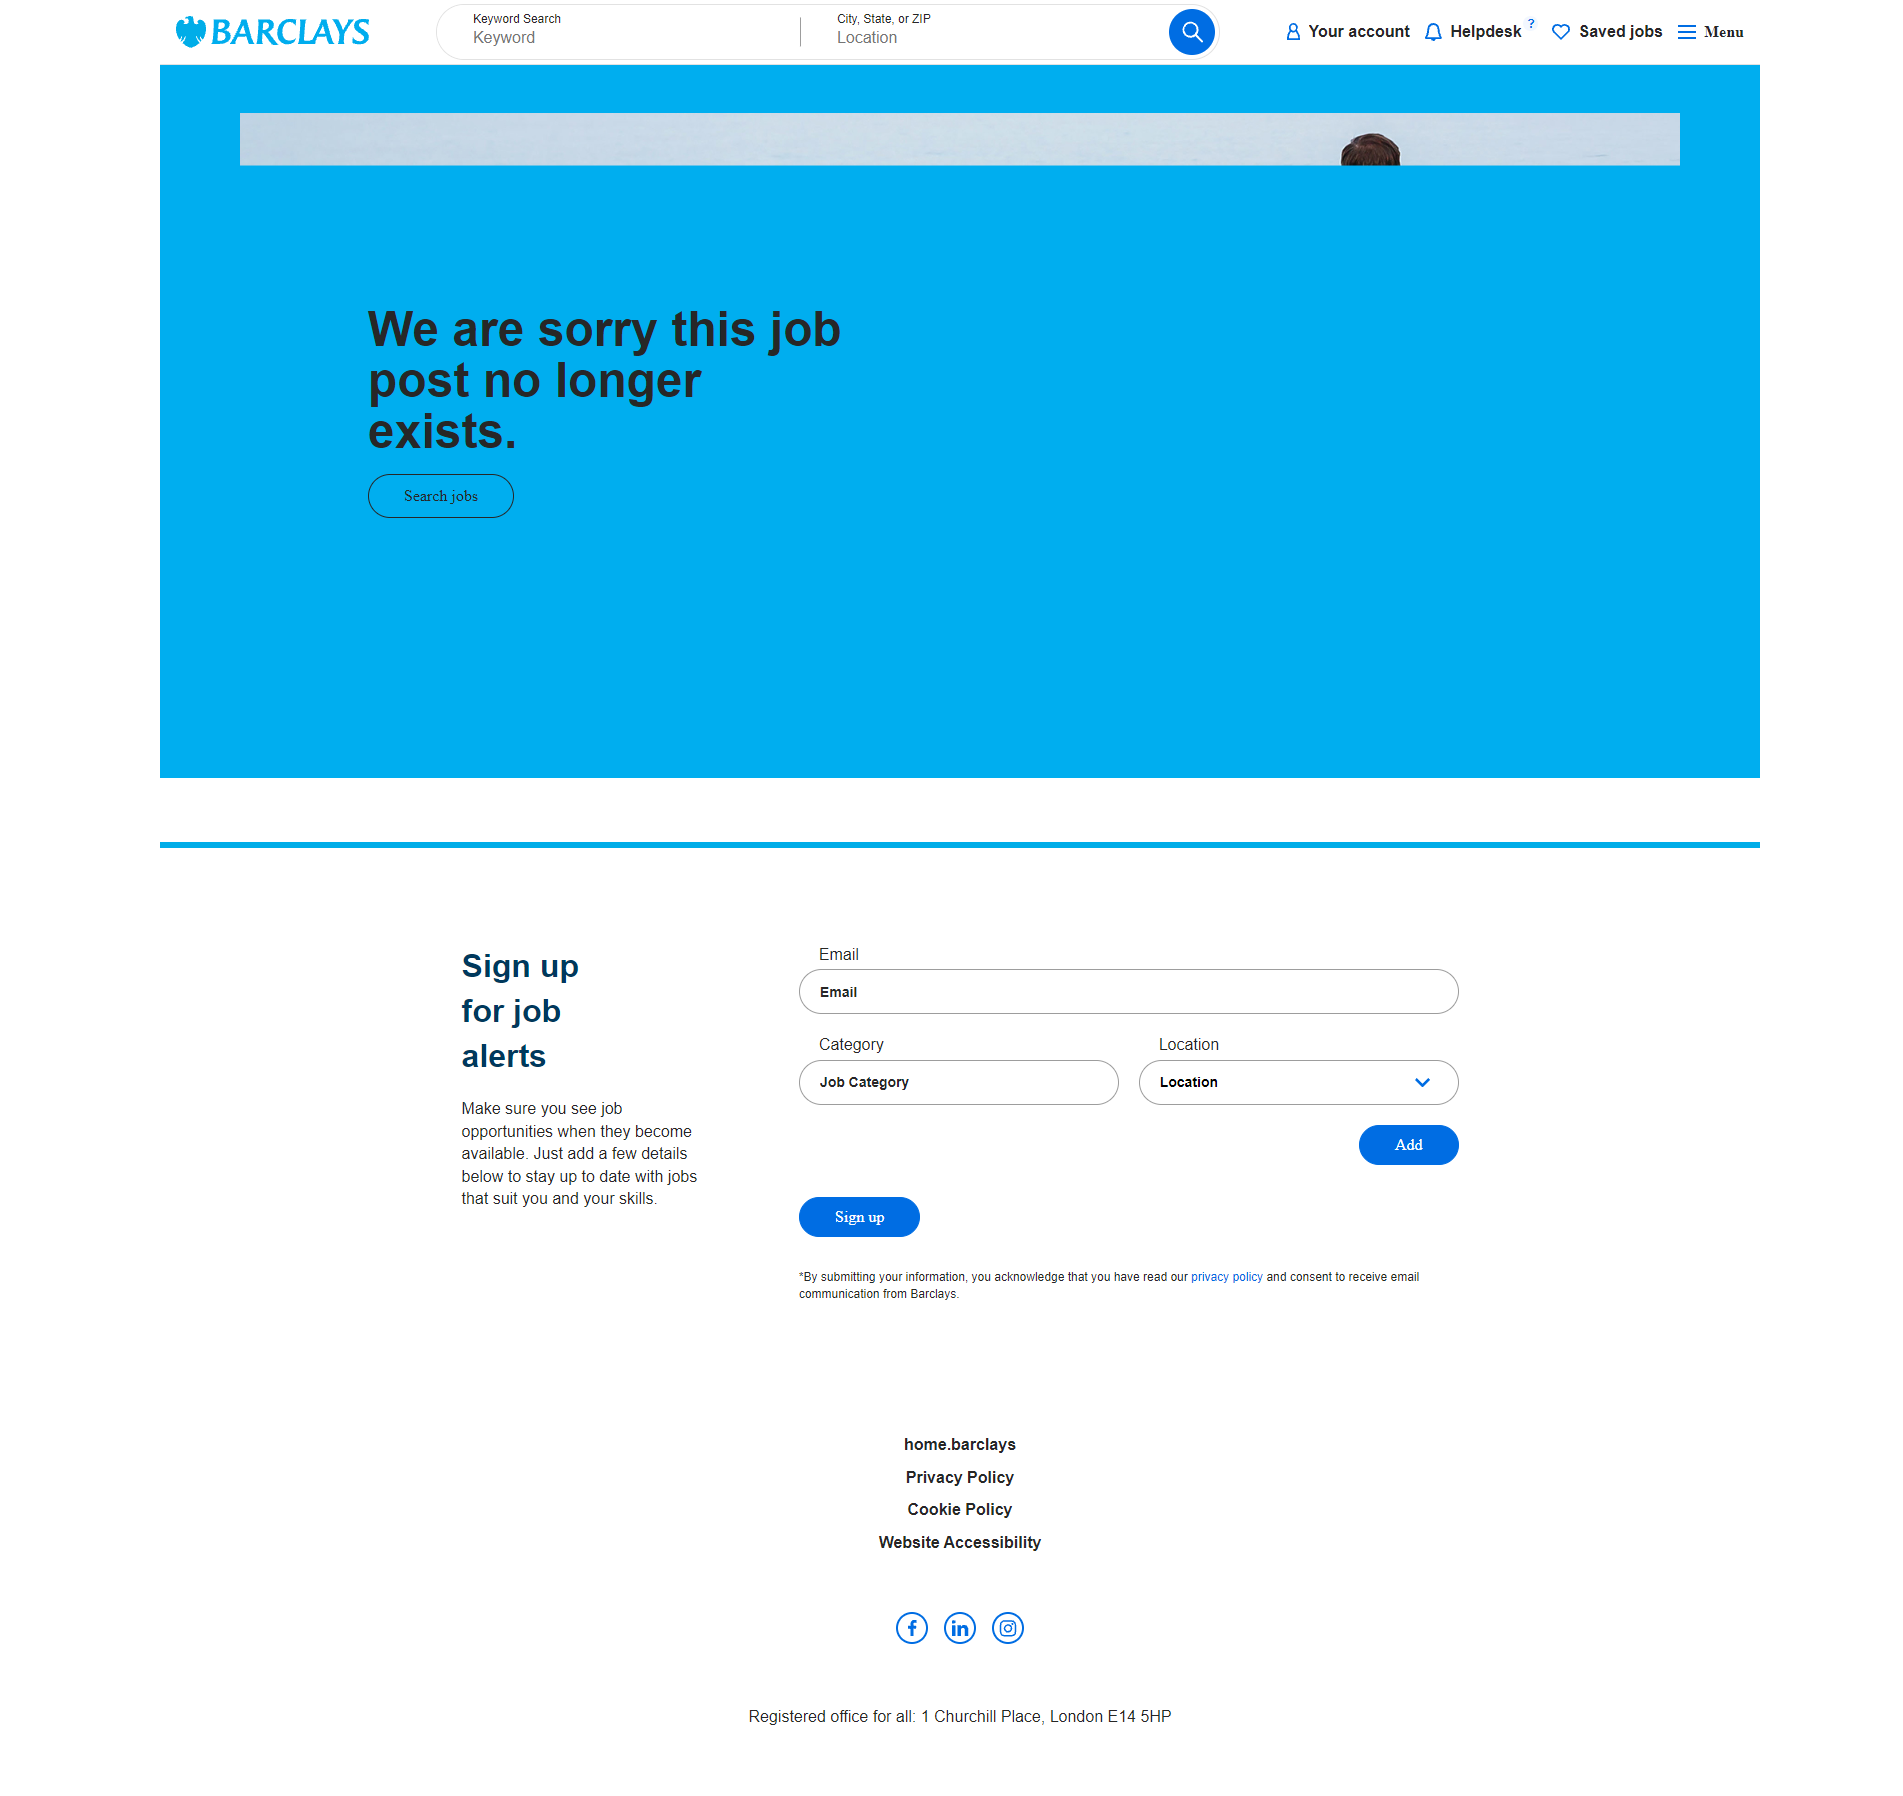 BARCLAYS
Keyword Search
Keyword
City, State, or ZIP
Location
Your account
Helpdesk ?
Saved jobs
Menu
We are sorry this job
post no longer
exists.
Search jobs
Sign up
for job
alerts
Make sure you see job
opportunities when they become
available. Just add a few details
below to stay up to date with jobs
that suit you and your skills.
Email
Email
Category
Location
Job Category
Location
Add
Sign up
*By submitting your information, you acknowledge that you have read our privacy policy and consent to receive email
communication from Barclays.
home.barclays
Privacy Policy
Cookie Policy
Website Accessibility
Registered office for all: 1 Churchill Place, London E14 5HP